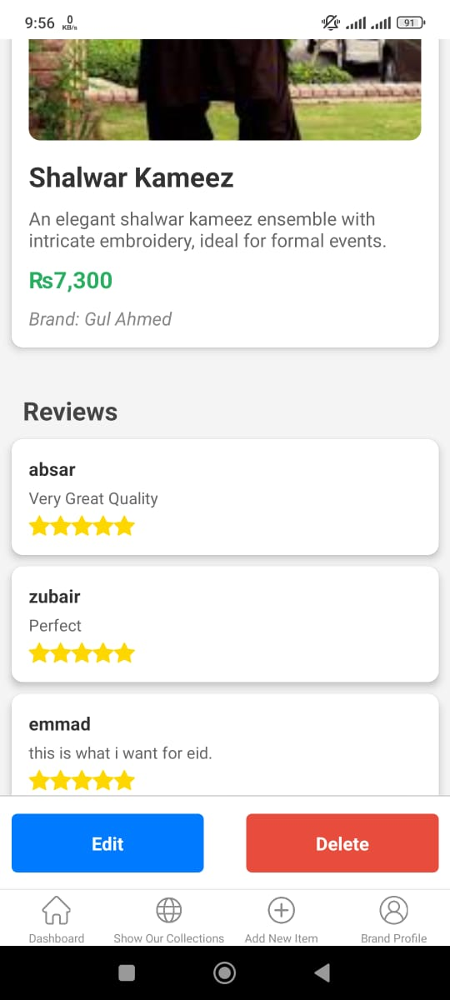 9:56 0 KB/s 91
Shalwar Kameez
An elegant shalwar kameez ensemble with
intricate embroidery, ideal for formal events.
₨7,300
Brand: Gul Ahmed
Reviews
absar
Very Great Quality
zubair
Perfect
emmad
this is what i want for eid.
Edit Delete
Dashboard Show Our Collections Add New Item Brand Profile